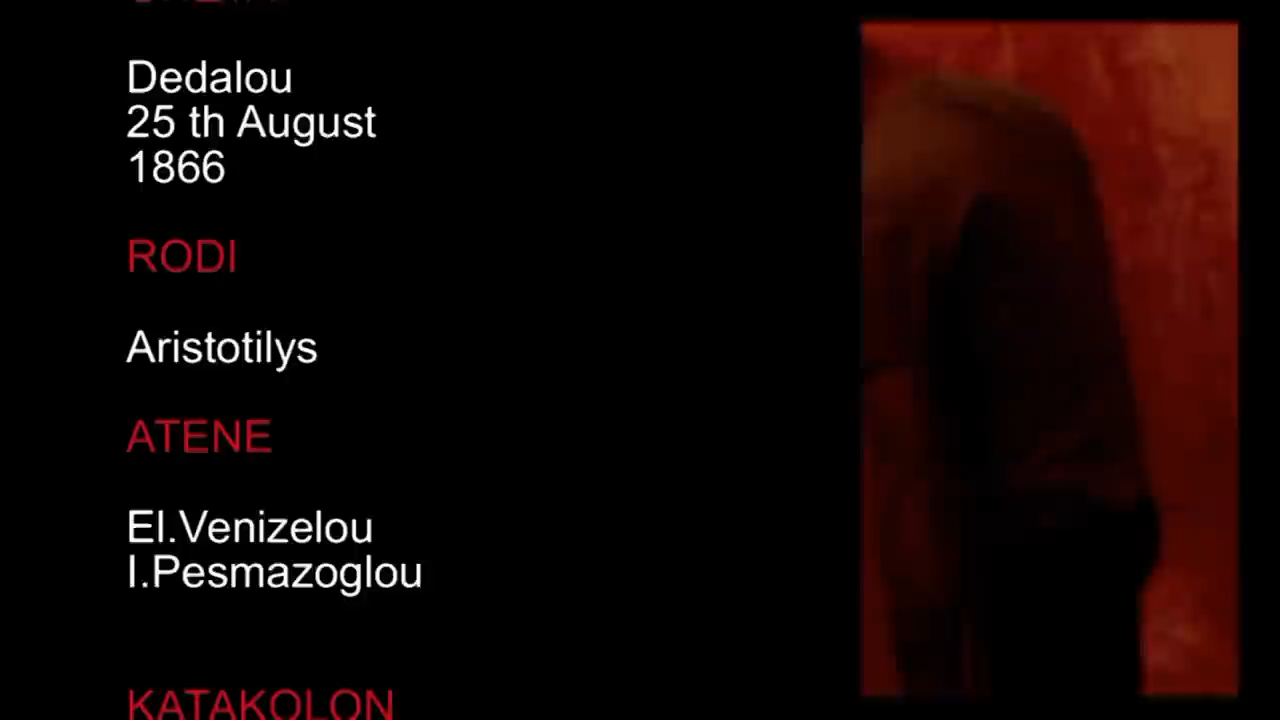 Dedalou
25 th August
1866
RODI
Aristotilys
ATENE
El.Venizelou
I.Pesmazoglou
KATAKOLON